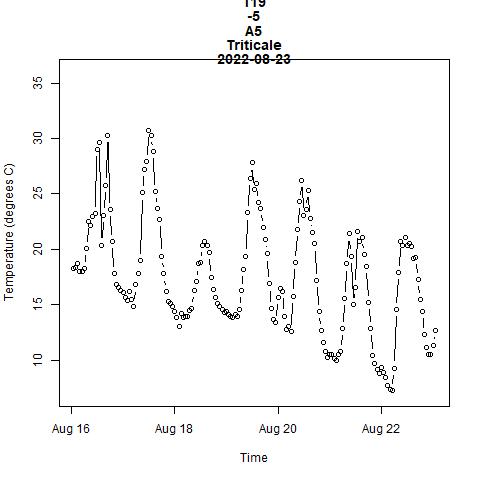 T19
-5
A5
Triticale
2022-08-23
35
30
25
20
15
10
Temperature (degrees C)
Aug 16
Aug 18
Aug 20
Aug 22
Time